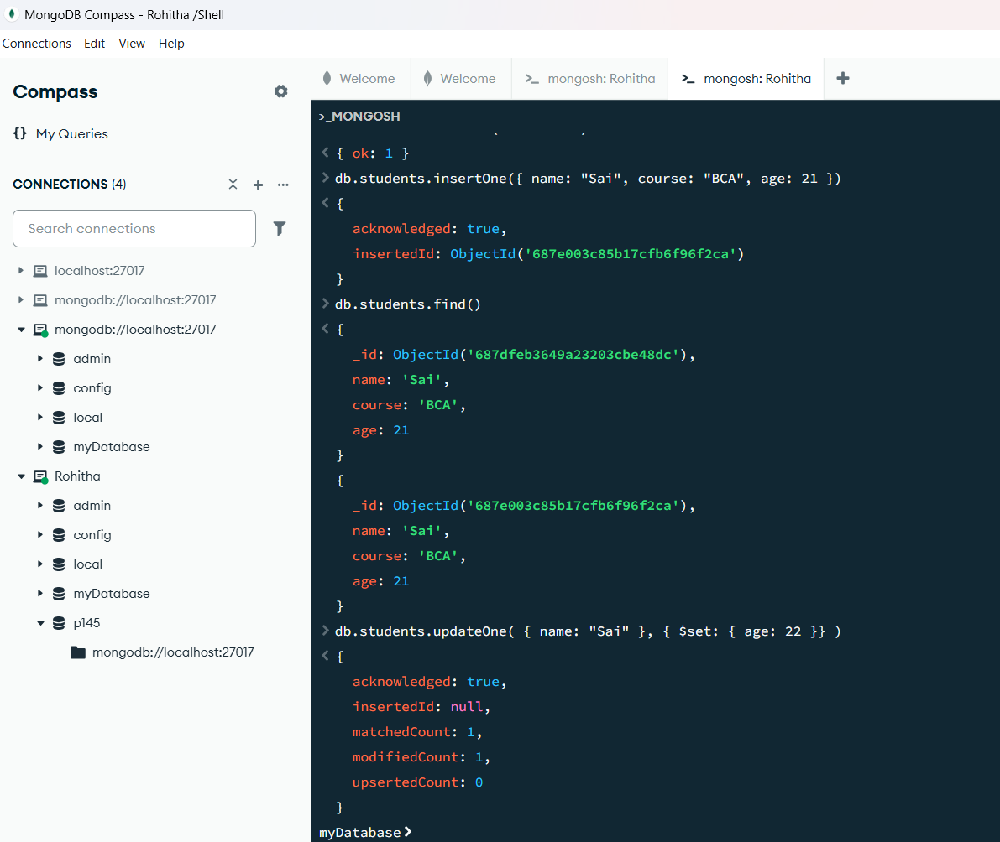 MongoDB Compass - Rohitha /Shell
Connections Edit View Help
Compass
{} My Queries
CONNECTIONS (4)
Search connections
localhost:27017
mongodb://localhost:27017
mongodb://localhost:27017
admin
config
local
myDatabase
Rohitha
admin
config
local
myDatabase
p145
mongodb://localhost:27017
Welcome Welcome >_ mongosh: Rohitha >_ mongosh: Rohitha +
>_MONGOSH
< { ok: 1 }
> db.students.insertOne({ name: "Sai", course: "BCA", age: 21 })
< {
acknowledged: true,
insertedId: ObjectId('687e003c85b17cfb6f96f2ca')
}
> db.students.find()
< {
_id: ObjectId('687dfeb3649a23203cbe48dc'),
name: 'Sai',
course: 'BCA',
age: 21
}
{
_id: ObjectId('687e003c85b17cfb6f96f2ca'),
name: 'Sai',
course: 'BCA',
age: 21
}
> db.students.updateOne( { name: "Sai" }, { $set: { age: 22 }} )
< {
acknowledged: true,
insertedId: null,
matchedCount: 1,
modifiedCount: 1,
upsertedCount: 0
}
myDatabase>